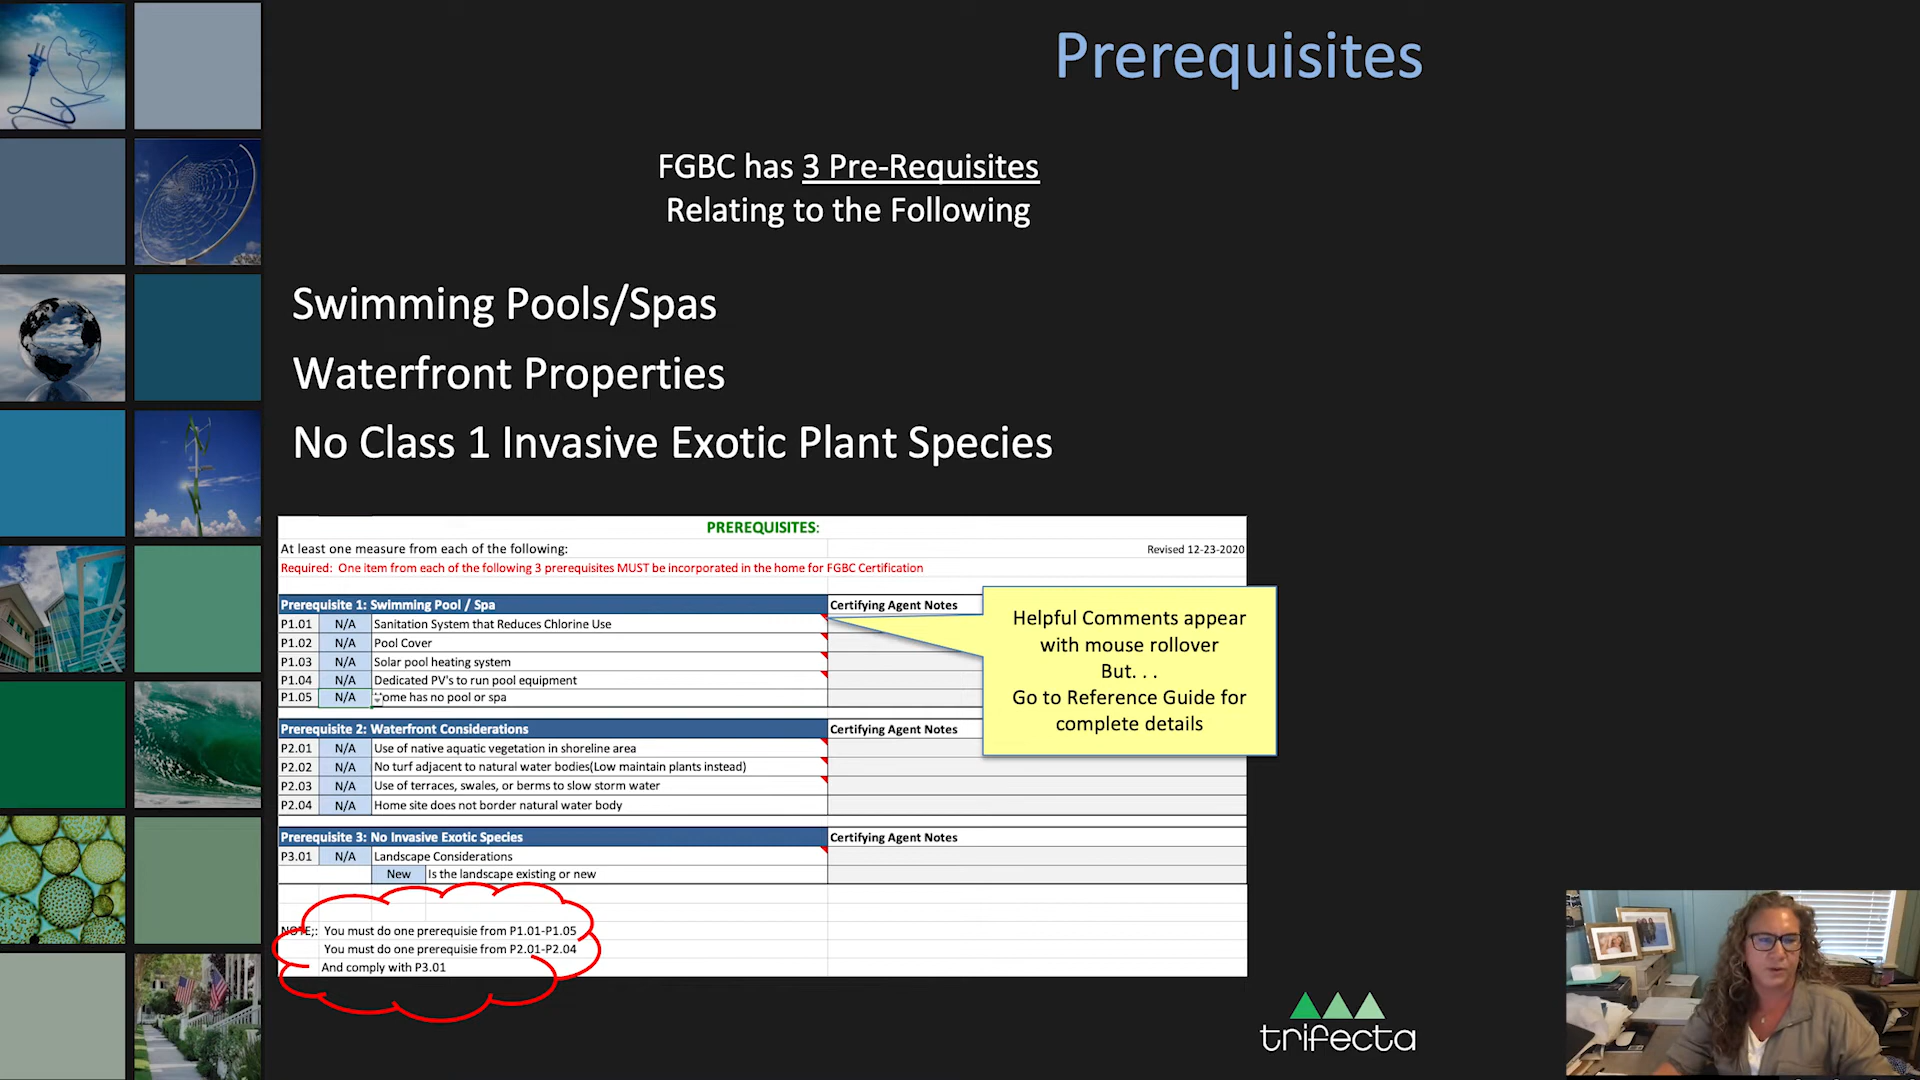 Prerequisites
FGBC has 3 Pre-Requisites
Relating to the Following
Swimming Pools/Spas
Waterfront Properties
No Class 1 Invasive Exotic Plant Species
PREREQUISITES:
At least one measure from each of the following:
Revised 12-23-2020
Required: One item from each of the following 3 prerequisites MUST be incorporated in the home for FGBC Certification
Prerequisite 1: Swimming Pool / Spa
Certifying Agent Notes
P1.01 N/A Sanitation System that Reduces Chlorine Use
P1.02 N/A Pool Cover
P1.03 N/A Solar pool heating system
P1.04 N/A Dedicated PV's to run pool equipment
P1.05 N/A ome has no pool or spa
Helpful Comments appear
with mouse rollover
But. . .
Go to Reference Guide for
complete details
Prerequisite 2: Waterfront Considerations
Certifying Agent Notes
P2.01 N/A Use of native aquatic vegetation in shoreline area
P2.02 N/A No turf adjacent to natural water bodies(Low maintain plants instead)
P2.03 N/A Use of terraces, swales, or berms to slow storm water
P2.04 N/A Home site does not border natural water body
Prerequisite 3: No Invasive Exotic Species
Certifying Agent Notes
P3.01 N/A Landscape Considerations
New Is the landscape existing or new
NOTE;: You must do one prerequisie from P1.01-P1.05
You must do one prerequisie from P2.01-P2.04
And comply with P3.01
trifecta